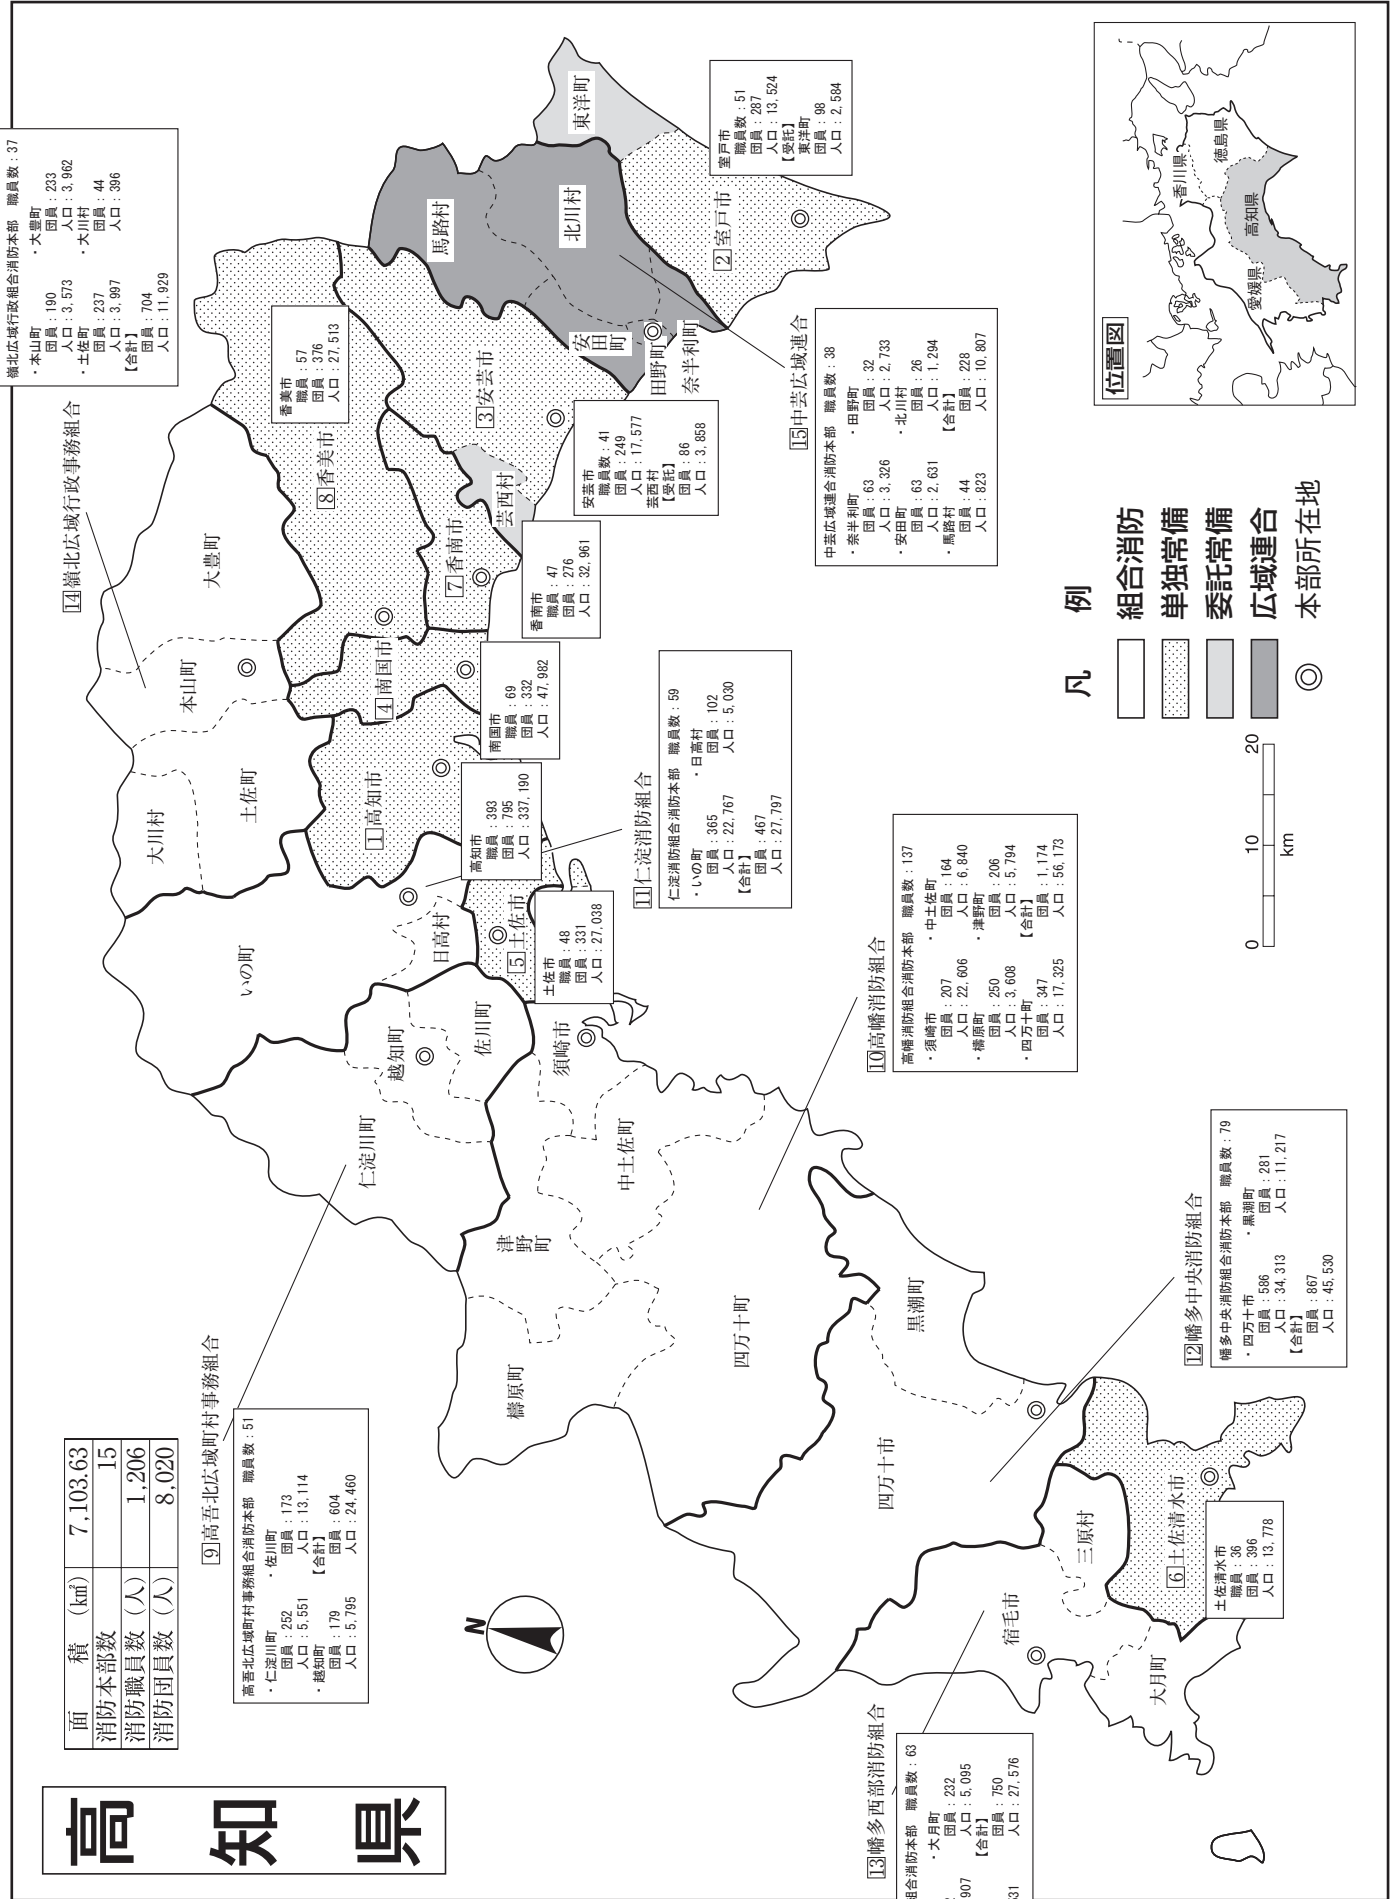 高知県
面積(㎢) 7,103.63
消防本部数 15
消防職員数(人) 1,206
消防団員数(人) 8,020
9高吾北広域町村事務組合
高吾北広域町村事務組合消防本部 職員数:51
・仁淀川町 ・佐川町
団員:252 団員:173
人口:5,551 人口:13,114
・越知町 【合計】
団員:179 団員:604
人口:5,795 人口:24,460
14嶺北広域行政事務組合
嶺北広域行政組合消防本部 職員数:37
・本山町 ・大豊町
団員:190 団員:233
人口:3,573 人口:3,962
・土佐町 ・大川村
団員:237 団員:44
人口:3,997 人口:396
【合計】
団員:704
人口:11,929
香美市
職員:57
団員:376
人口:27,513
室戸市
職員数:51
団員:287
人口:13,524
【受託】
東洋町
団員:98
人口:2,584
安芸市
職員数:41
団員:249
人口:17,577
芸西村
【受託】
団員:86
人口:3,858
香南市
職員:47
団員:276
人口:32,961
南国市
職員:69
団員:332
人口:47,982
高知市
職員:393
団員:795
人口:337,190
土佐市
職員:48
団員:331
人口:27,038
15中芸広域連合
中芸広域連合消防本部 職員数:38
・奈半利町 ・田野町
団員:63 団員:32
人口:3,326 人口:2,733
・安田町 ・北川村
団員:63 団員:26
人口:2,631 人口:1,294
・馬路村 【合計】
団員:44 団員:228
人口:823 人口:10,807
11仁淀消防組合
仁淀消防組合消防本部 職員数:59
・いの町 ・日高村
団員:365 団員:102
人口:22,767 人口:5,030
【合計】
団員:467
人口:27,797
10高幡消防組合
高幡消防組合消防本部 職員数:137
・須崎市 ・中土佐町
団員:207 団員:164
人口:22,606 人口:6,840
・檮原町 ・津野町
団員:250 団員:206
人口:3,608 人口:5,794
・四万十町 【合計】
団員:347 団員:1,174
人口:17,325 人口:56,173
12幡多中央消防組合
幡多中央消防組合消防本部 職員数:79
・四万十市 ・黒潮町
団員:586 団員:281
人口:34,313 人口:11,217
【合計】
団員:867
人口:45,530
土佐清水市
職員:36
団員:396
人口:13,778
13幡多西部消防組合
組合消防本部 職員数:63
・大月町
団員:232
907 人口:5,095
【合計】
団員:750
人口:27,576
大豊町
本山町
土佐町
大川村
いの町
日高村
仁淀川町
越知町
佐川町
須崎市
中土佐町
津野町
檮原町
四万十町
黒潮町
四万十市
三原村
宿毛市
大月町
6土佐清水市
5土佐市
1高知市
4南国市
8香美市
7香南市
芸西村
3安芸市
安田町
田野町
奈半利町
馬路村
北川村
東洋町
2室戸市
N
凡例
組合消防
単独常備
委託常備
広域連合
本部所在地
0 10 20
km
位置図
香川県
徳島県
愛媛県
高知県